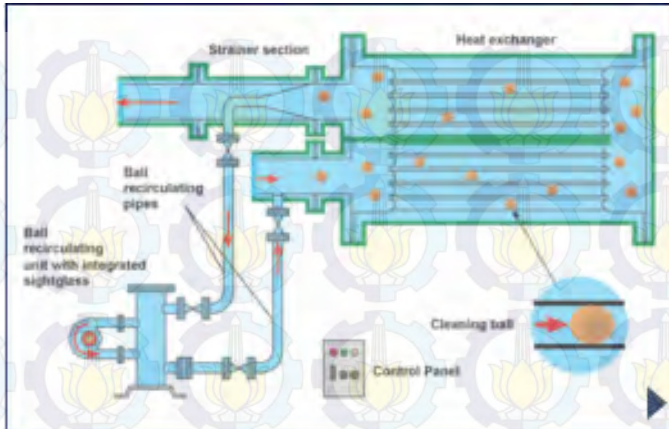 Strainer section
Heat exchanger
Ball
recirculating
pipes
Ball
recirculating
unit with integrated
sightglass
Cleaning ball
Control Panel